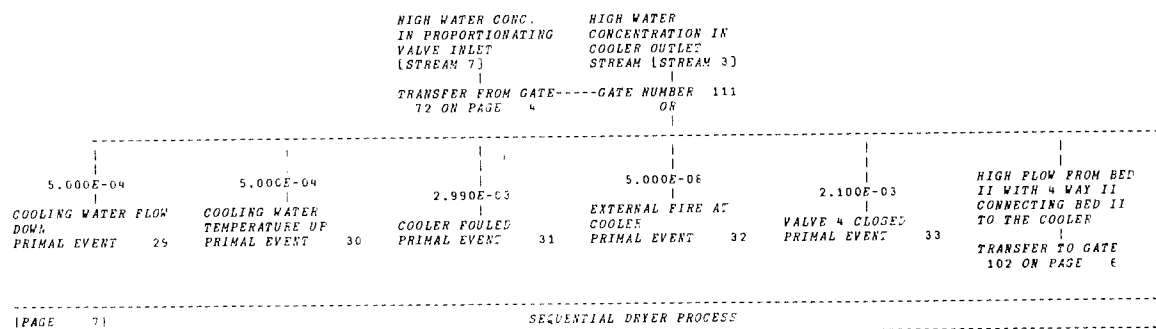 HIGH WATER CONC.
IN PROPORTIONATING
VALVE INLET
[STREAM 7]
HIGH WATER
CONCENTRATION IN
COOLER OUTLET
STREAM [STREAM 3]
TRANSFER FROM GATE-----GATE NUMBER 111
72 ON PAGE 4 OR
5.000E-04
COOLING WATER FLOW
DOWN
PRIMAL EVENT 29
5.000E-04
COOLING WATER
TEMPERATURE UP
PRIMAL EVENT 30
2.990E-03
COOLER FOULED
PRIMAL EVENT 31
5.000E-08
EXTERNAL FIRE AT
COOLER
PRIMAL EVENT 32
2.100E-03
VALVE 4 CLOSED
PRIMAL EVENT 33
HIGH FLOW FROM BED
II WITH 4 WAY II
CONNECTING BED II
TO THE COOLER
TRANSFER TO GATE
102 ON PAGE 6
[PAGE 7] SEQUENTIAL DRYER PROCESS